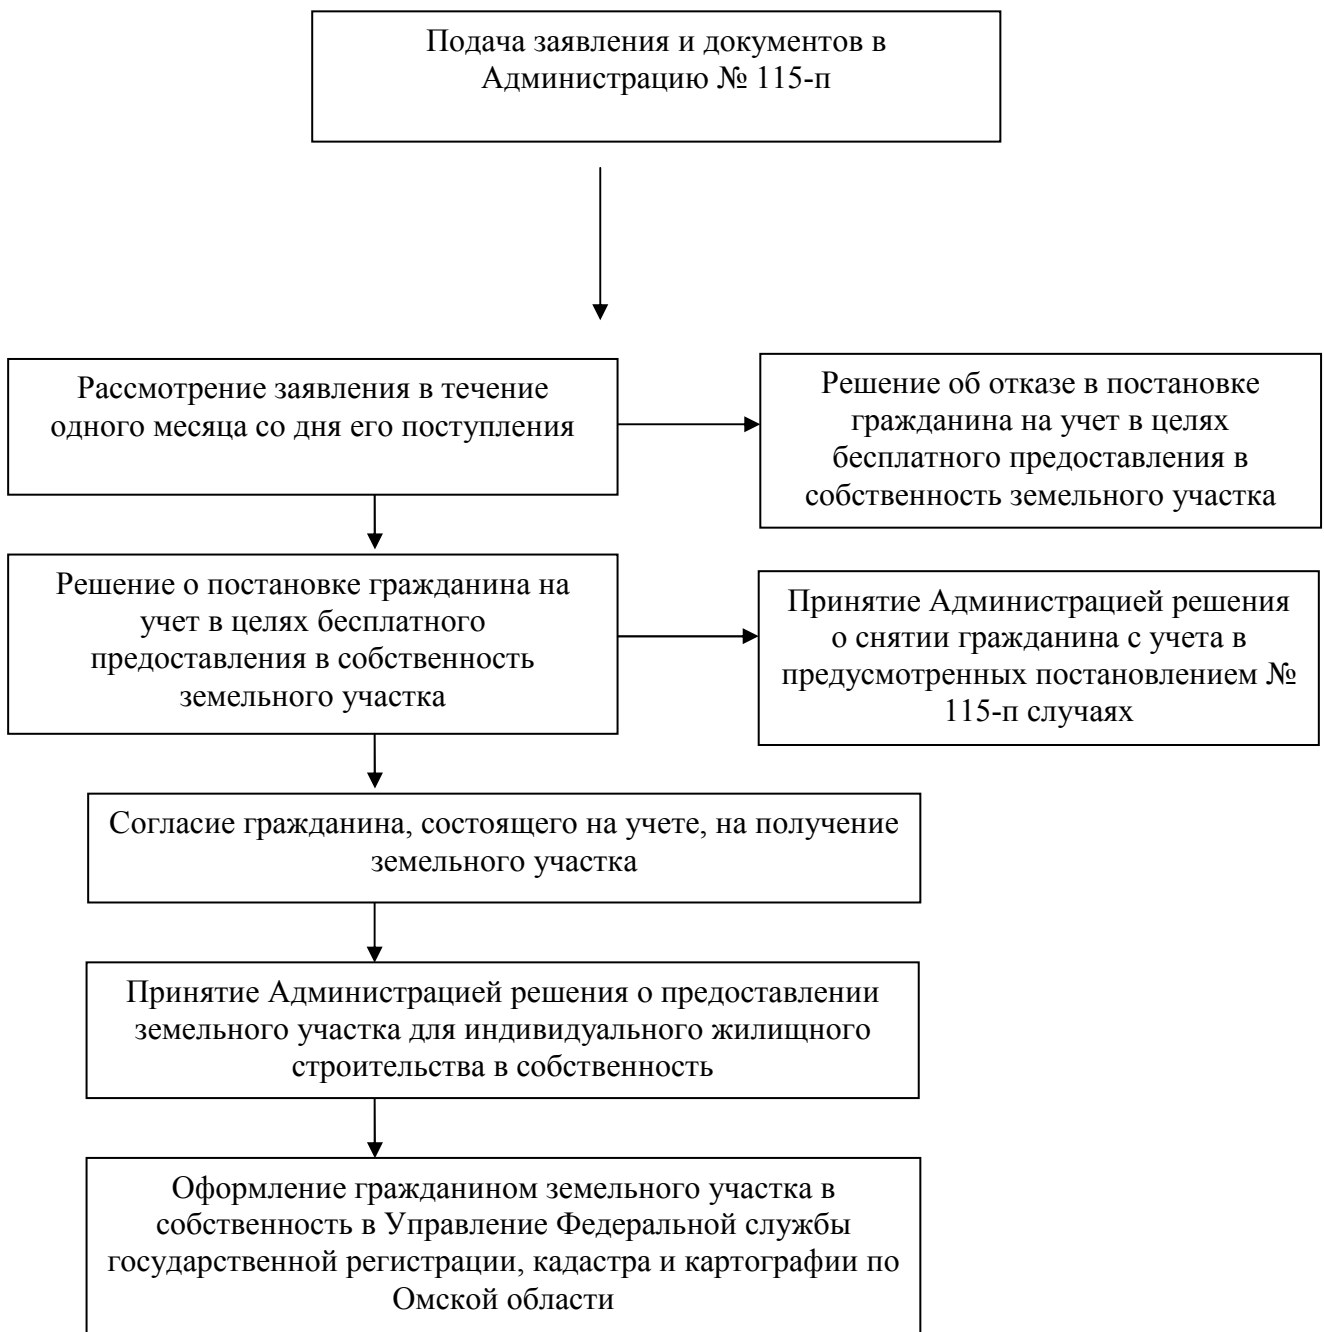 Подача заявления и документов в
Администрацию № 115-п
Рассмотрение заявления в течение
одного месяца со дня его поступления
Решение об отказе в постановке
гражданина на учет в целях
бесплатного предоставления в
собственность земельного участка
Решение о постановке гражданина на
учет в целях бесплатного
предоставления в собственность
земельного участка
Принятие Администрацией решения
о снятии гражданина с учета в
предусмотренных постановлением №
115-п случаях
Согласие гражданина, состоящего на учете, на получение
земельного участка
Принятие Администрацией решения о предоставлении
земельного участка для индивидуального жилищного
строительства в собственность
Оформление гражданином земельного участка в
собственность в Управление Федеральной службы
государственной регистрации, кадастра и картографии по
Омской области